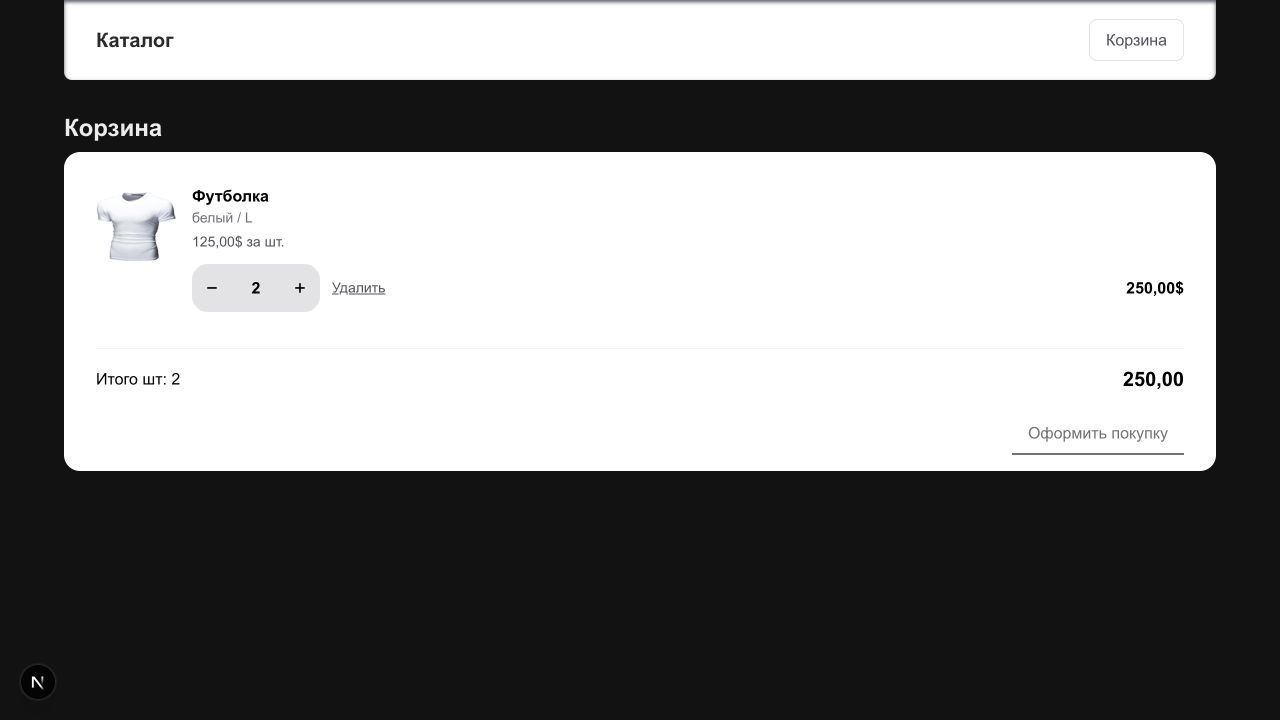 Каталог
Корзина
Корзина
Футболка
белый / L
125,00$ за шт.
− 2 + Удалить 250,00$
Итого шт: 2 250,00
Оформить покупку
N